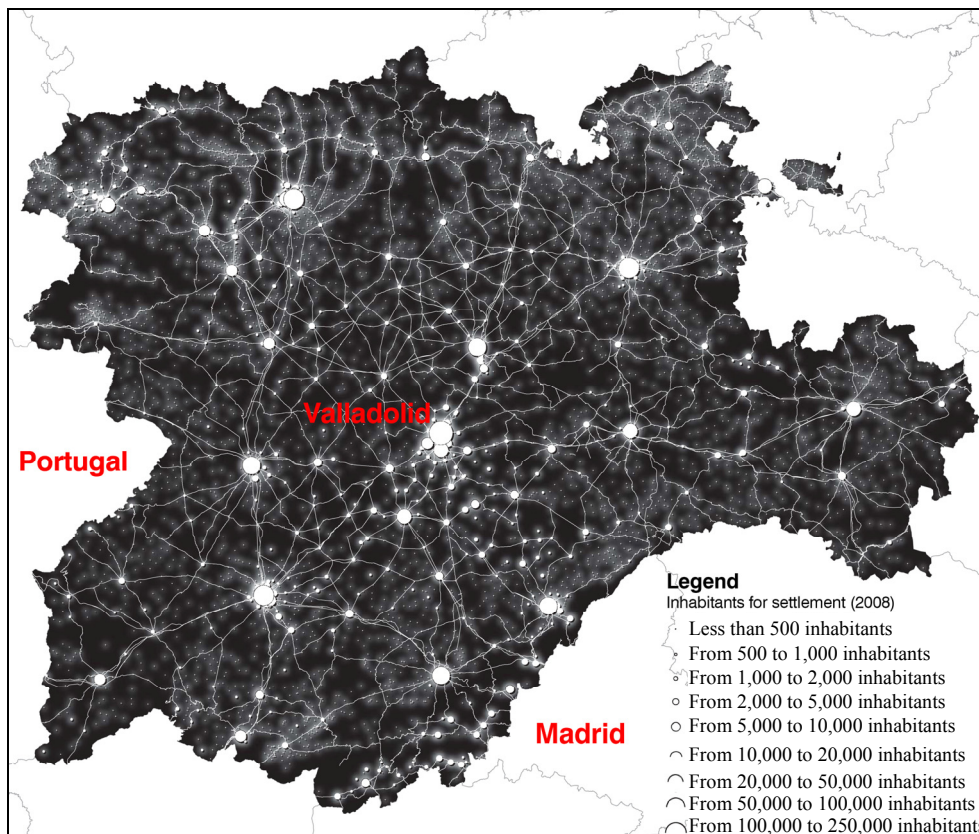 Valladolid
Portugal
Legend
Inhabitants for settlement (2008)
Less than 500 inhabitants
From 500 to 1,000 inhabitants
From 1,000 to 2,000 inhabitants
From 2,000 to 5,000 inhabitants
From 5,000 to 10,000 inhabitants
Madrid
From 10,000 to 20,000 inhabitants
From 20,000 to 50,000 inhabitants
From 50,000 to 100,000 inhabitants
From 100,000 to 250,000 inhabitant